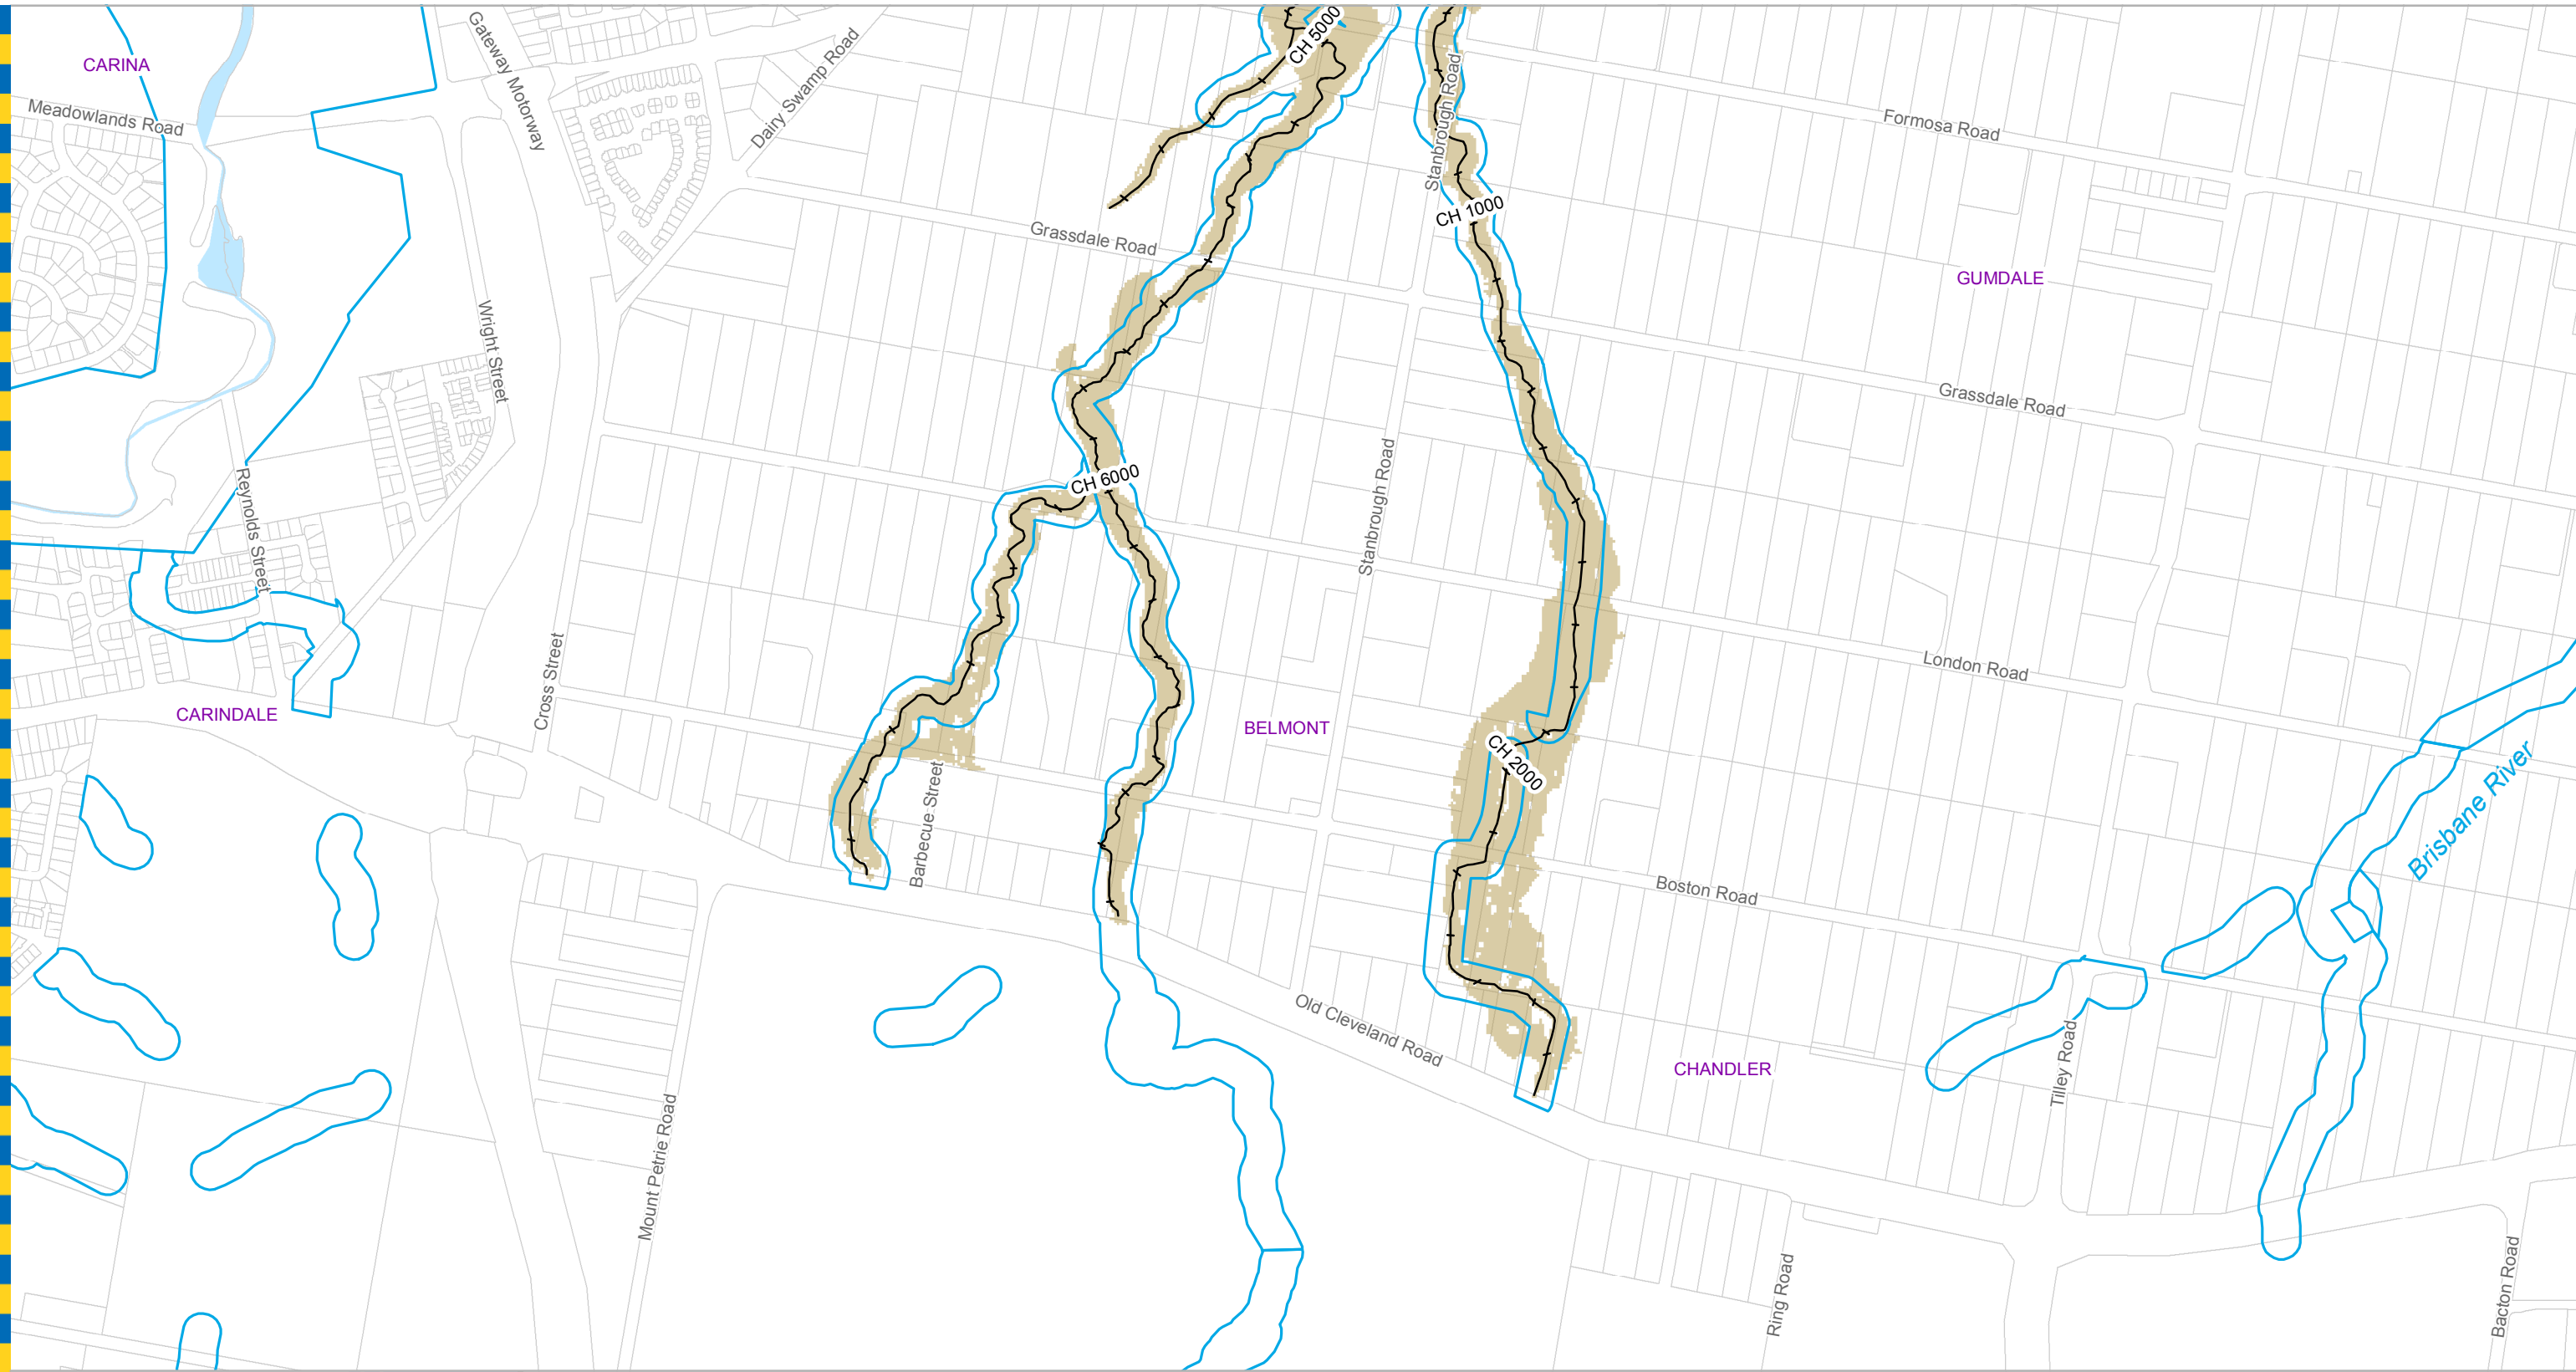 CH 5000
Gateway Motorway
CARINA
Dairy Swamp Road
Stanbrough Road
Meadowlands Road
Formosa Road
CH 1000
Grassdale Road
GUMDALE
Wright Street
Grassdale Road
CH 6000
Stanbrough Road
Reynolds Street
Cross Street
London Road
CARINDALE
BELMONT
CH 2000
Brisbane River
Barbecue Street
Boston Road
Old Cleveland Road
CHANDLER
Tilley Road
Mount Petrie Road
Ring Road
Bacton Road